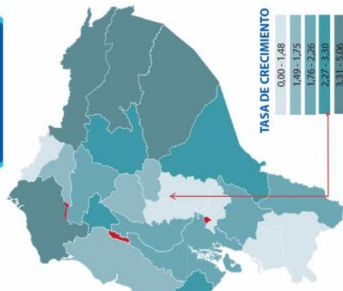 TASA DE CRECIMIENTO
0,00 - 1,48
1,49 - 1,75
1,76 - 2,26
2,27 - 3,30
3,31 - 5,06